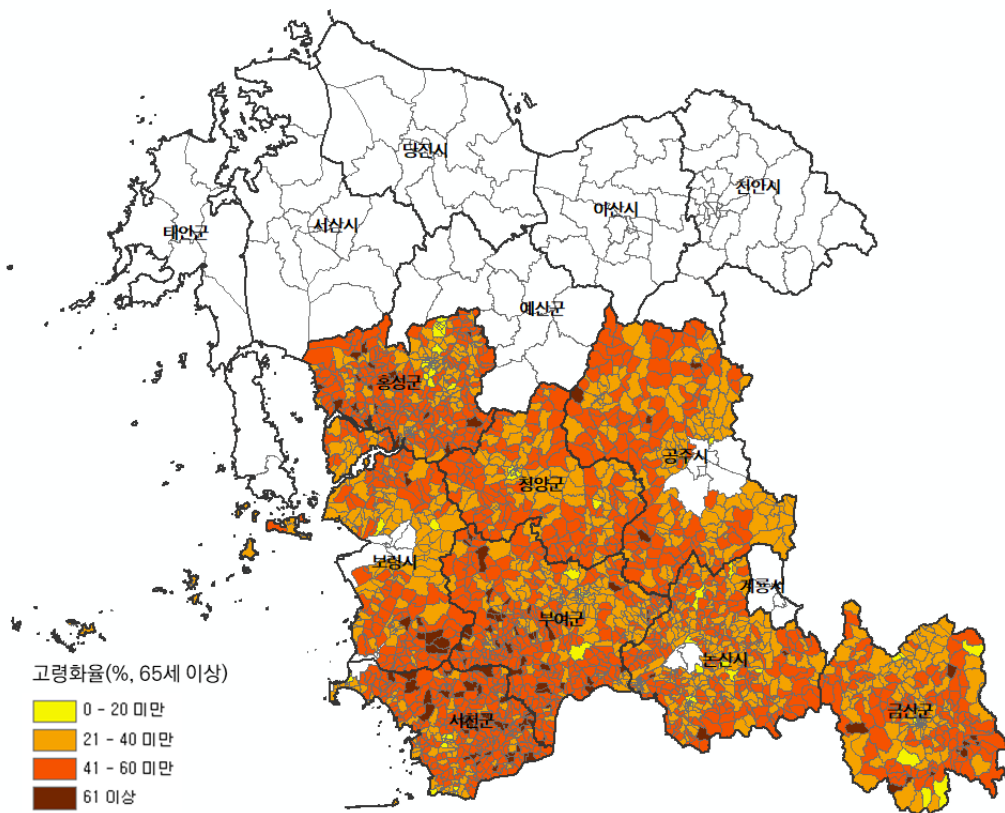 당진시
천안시
아산시
서산시
태안군
예산군
홍성군
공주시
청양군
보령시
계룡시
부여군
논산시
금산군
서천군
고령화율(%, 65세 이상)
0 - 20 미만
21 - 40 미만
41 - 60 미만
61 이상